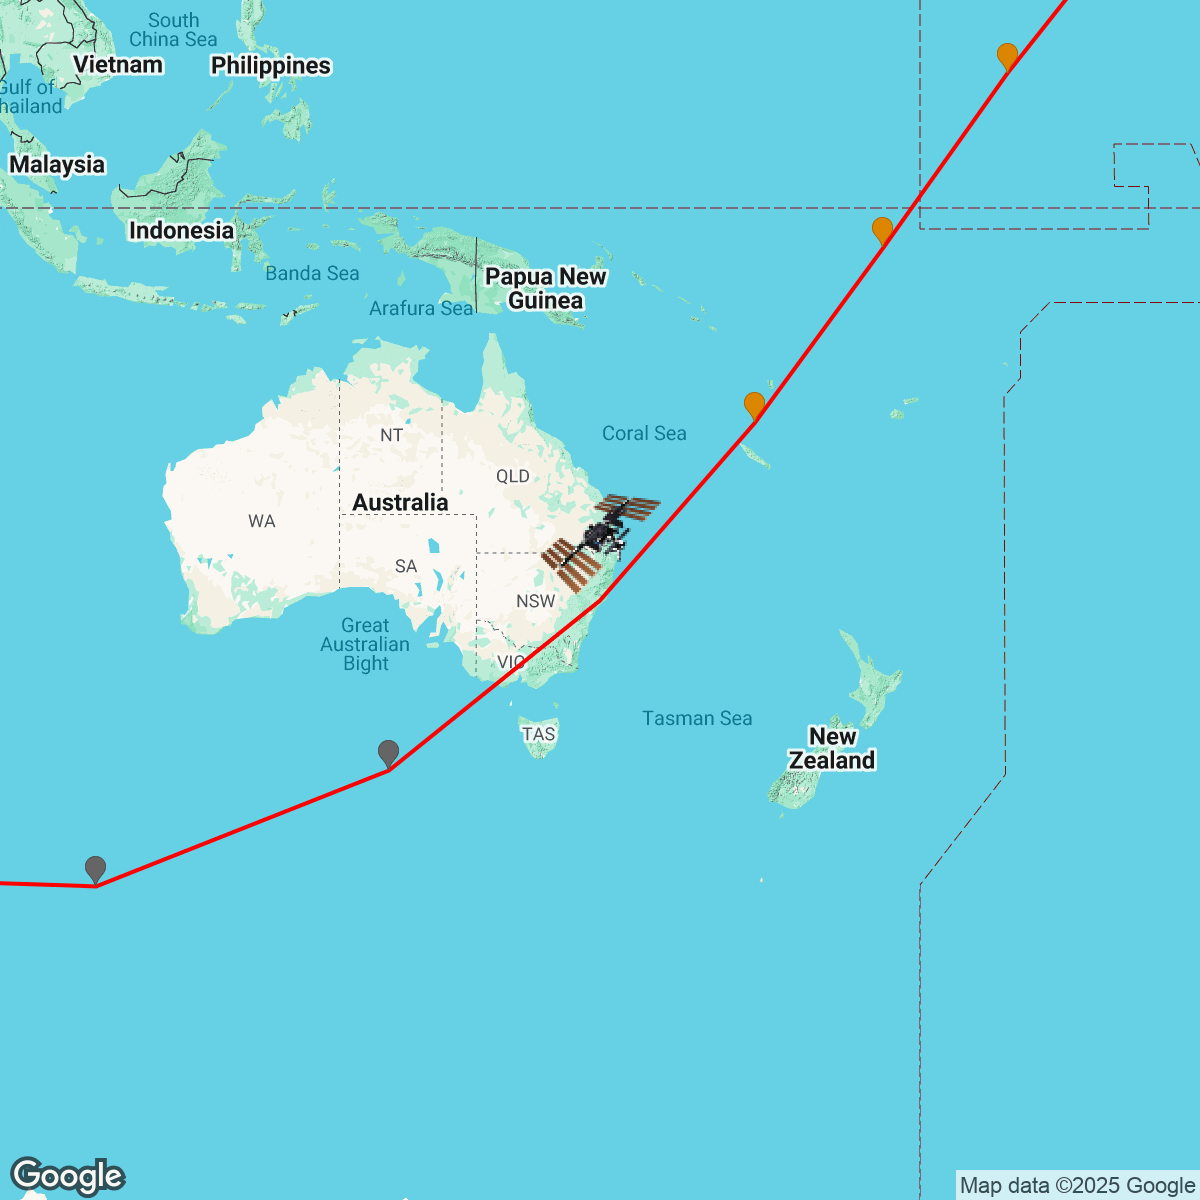 South
China Sea
Vietnam
Philippines
Gulf of
hailand
Malaysia
Indonesia
Banda Sea
Papua New
Guinea
Arafura Sea
NT
Coral Sea
QLD
Australia
WA
SA
NSW
Great
Australian
Bight
VIC
Tasman Sea
TAS
New
Zealand
Google
Map data ©2025 Google